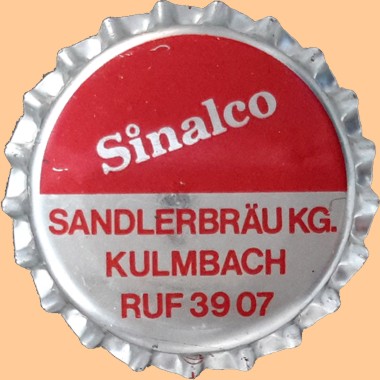 Sinalco
SANDLERBRÄU KG.
KULMBACH
RUF 39 07